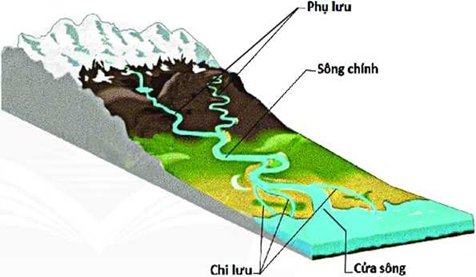 Phụ lưu
Sông chính
Chi lưu
Cửa sông